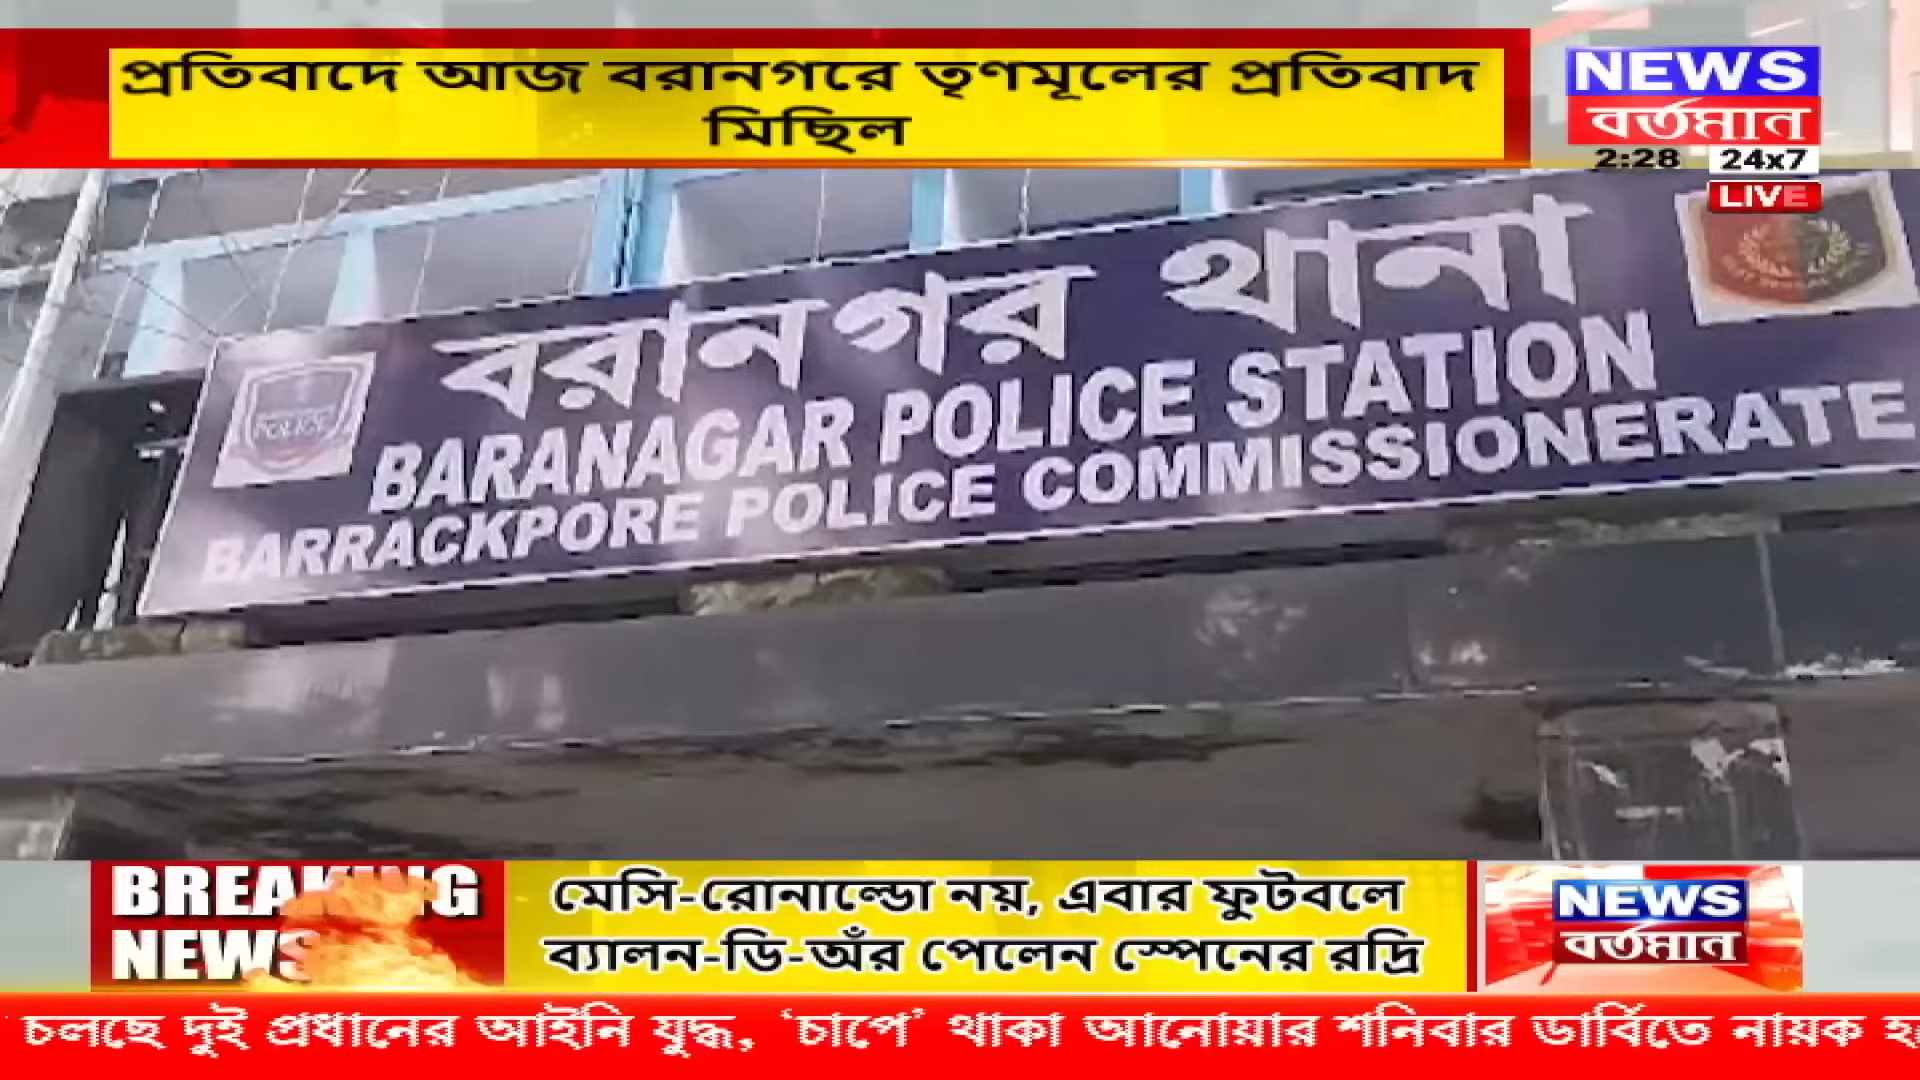 প্রতিবাদে আজ বরানগরে তৃণমূলের প্রতিবাদ
মিছিল
NEWS
বর্তমান
2:28 24x7
LIVE
বরানগর থানা
POLICE
BARANAGAR POLICE STATION
BARRACKPORE POLICE COMMISSIONERATE
BREAKING
NEWS
মেসি-রোনাল্ডো নয়, এবার ফুটবলে
ব্যালন-ডি-অঁর পেলেন স্পেনের রদ্রি
NEWS
বর্তমান
চলছে দুই প্রধানের আইনি যুদ্ধ, ‘চাপে’ থাকা আনোয়ার শনিবার ডার্বিতে নায়ক